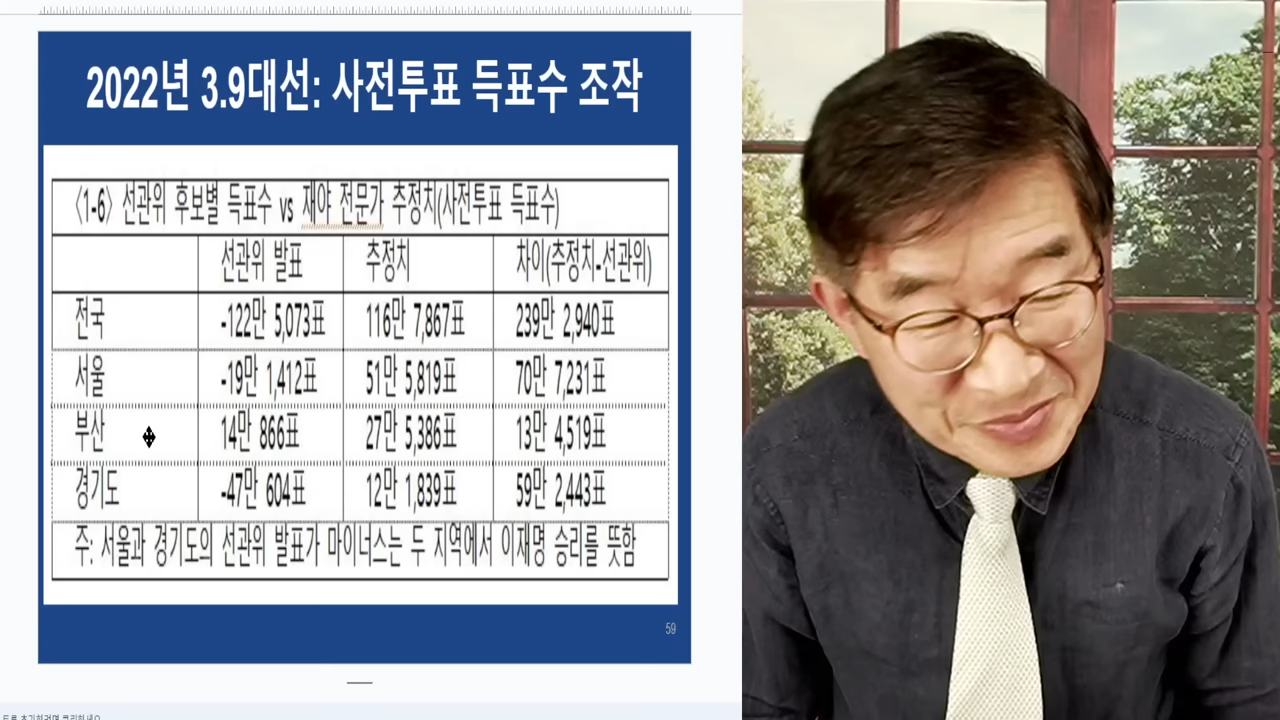 2022년 3.9대선: 사전투표 득표수 조작
<1-6> 선관위 후보별 득표수 vs 재야 전문가 추정치(사전투표 득표수)
선관위 발표 추정치 차이(추정치-선관위)
전국 -122만 5,073표 116만 7,867표 239만 2,940표
서울 -19만 1,412표 51만 5,819표 70만 7,231표
부산 14만 866표 27만 5,386표 13만 4,519표
경기도 -47만 604표 12만 1,839표 59만 2,443표
주: 서울과 경기도의 선관위 발표가 마이너스는 두 지역에서 이재명 승리를 뜻함
59